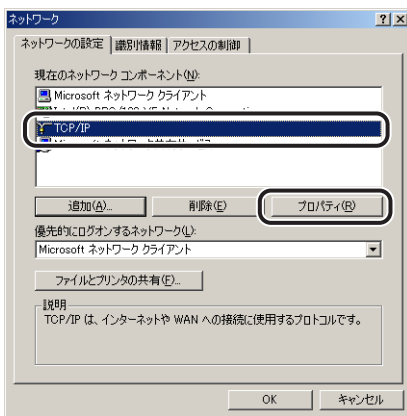 ネットワーク
ネットワークの設定 識別情報 アクセスの制御
現在のネットワーク コンポーネント(N):
Microsoft ネットワーク クライアント
TCP/IP
追加(A)... 削除(E) プロパティ(R)
優先的にログオンするネットワーク(L):
Microsoft ネットワーク クライアント
ファイルとプリンタの共有(F)...
説明
TCP/IP は、インターネットや WAN への接続に使用するプロトコルです。
OK キャンセル